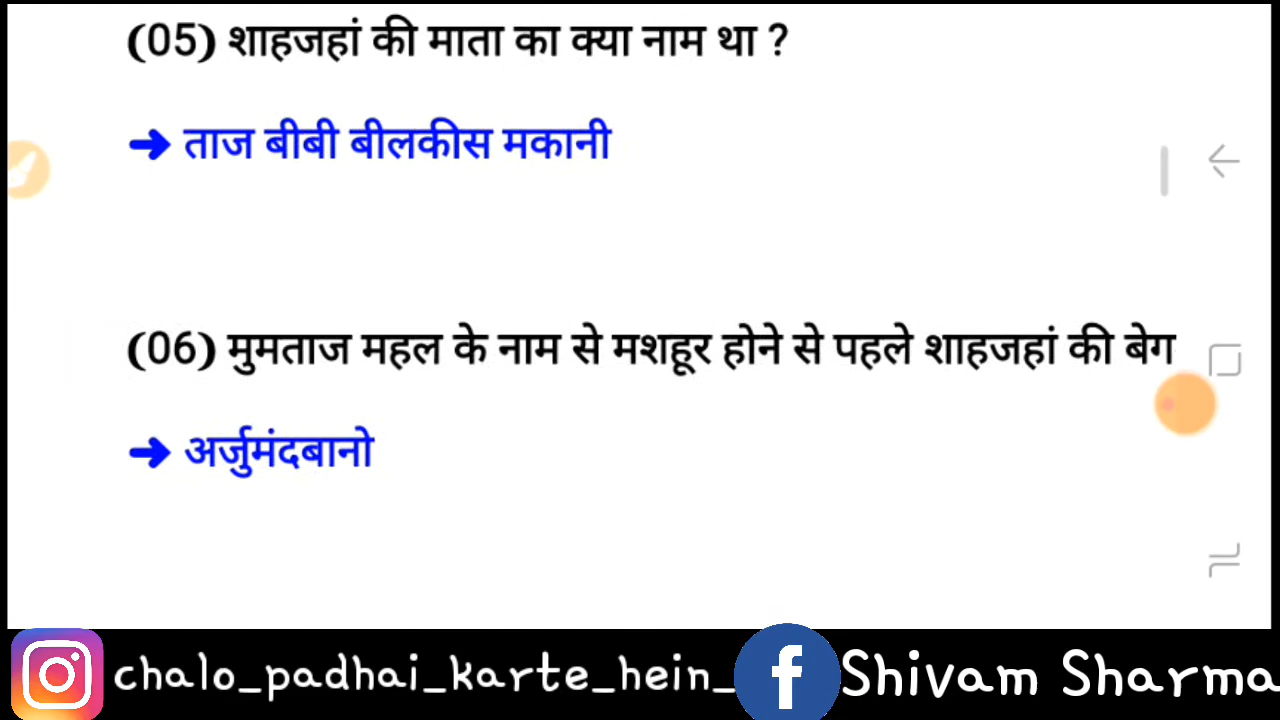 (05) शाहजहां की माता का क्या नाम था ?
➜ ताज बीबी बीलकीस मकानी
(06) मुमताज महल के नाम से मशहूर होने से पहले शाहजहां की बेग
➜ अर्जुमंदबानो
chalo_padhai_karte_hein_ Shivam Sharma